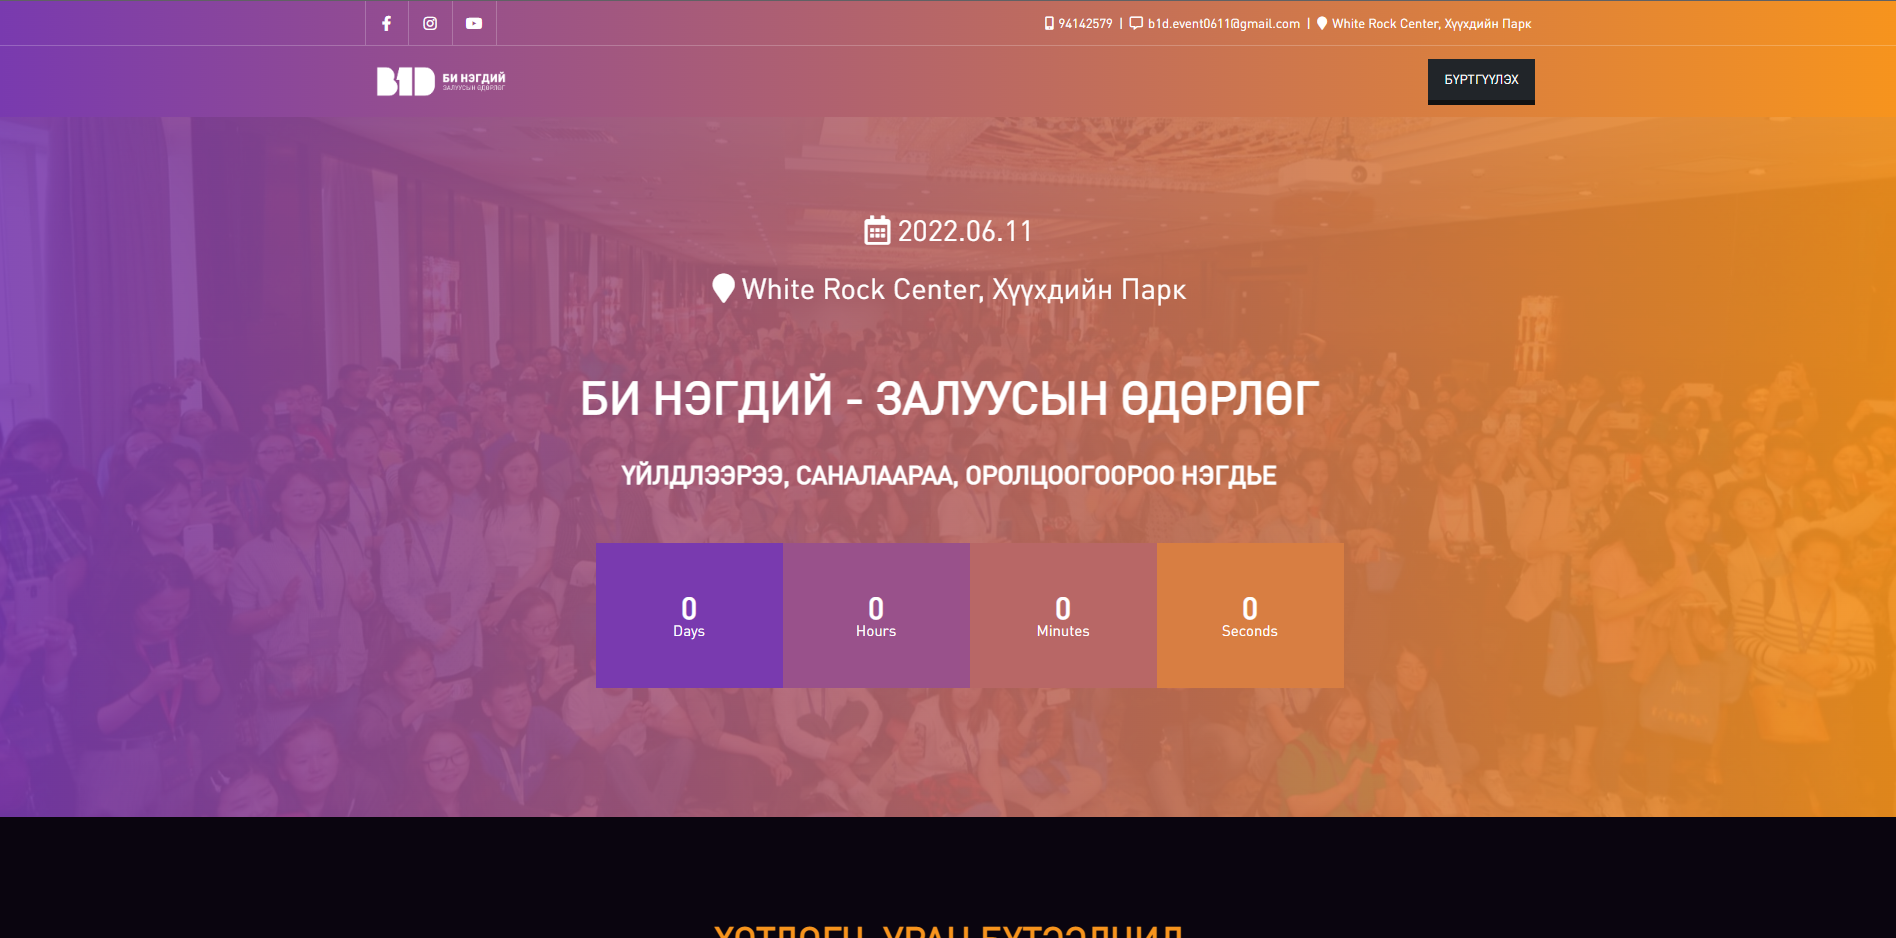 94142579 | b1d.event0611@gmail.com | White Rock Center, Хүүхдийн Парк
B1D БИ НЭГДИЙ
ЗАЛУУСЫН ӨДӨРЛӨГ
БҮРТГҮҮЛЭХ
2022.06.11
White Rock Center, Хүүхдийн Парк
БИ НЭГДИЙ - ЗАЛУУСЫН ӨДӨРЛӨГ
ҮЙЛДЛЭЭРЭЭ, САНАЛААРАА, ОРОЛЦООГООРОО НЭГДЬЕ
0 0 0 0
Days Hours Minutes Seconds